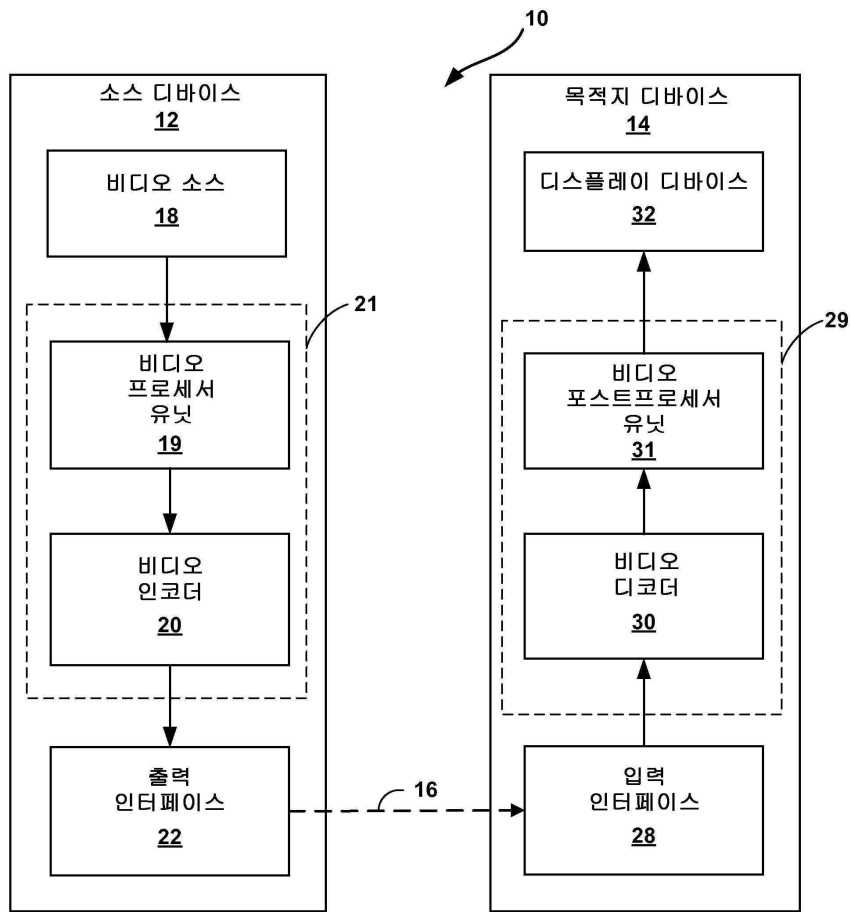 10
소스 디바이스
12
비디오 소스
18
21
비디오
프로세서
유닛
19
비디오
인코더
20
출력
인터페이스
22
16
목적지 디바이스
14
디스플레이 디바이스
32
29
비디오
포스트프로세서
유닛
31
비디오
디코더
30
입력
인터페이스
28